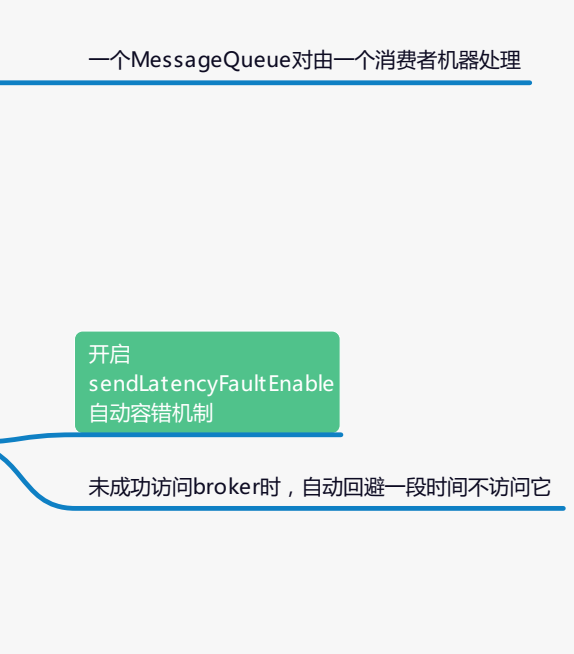 一个MessageQueue对由一个消费者机器处理
开启
sendLatencyFaultEnable
自动容错机制
未成功访问broker时，自动回避一段时间不访问它